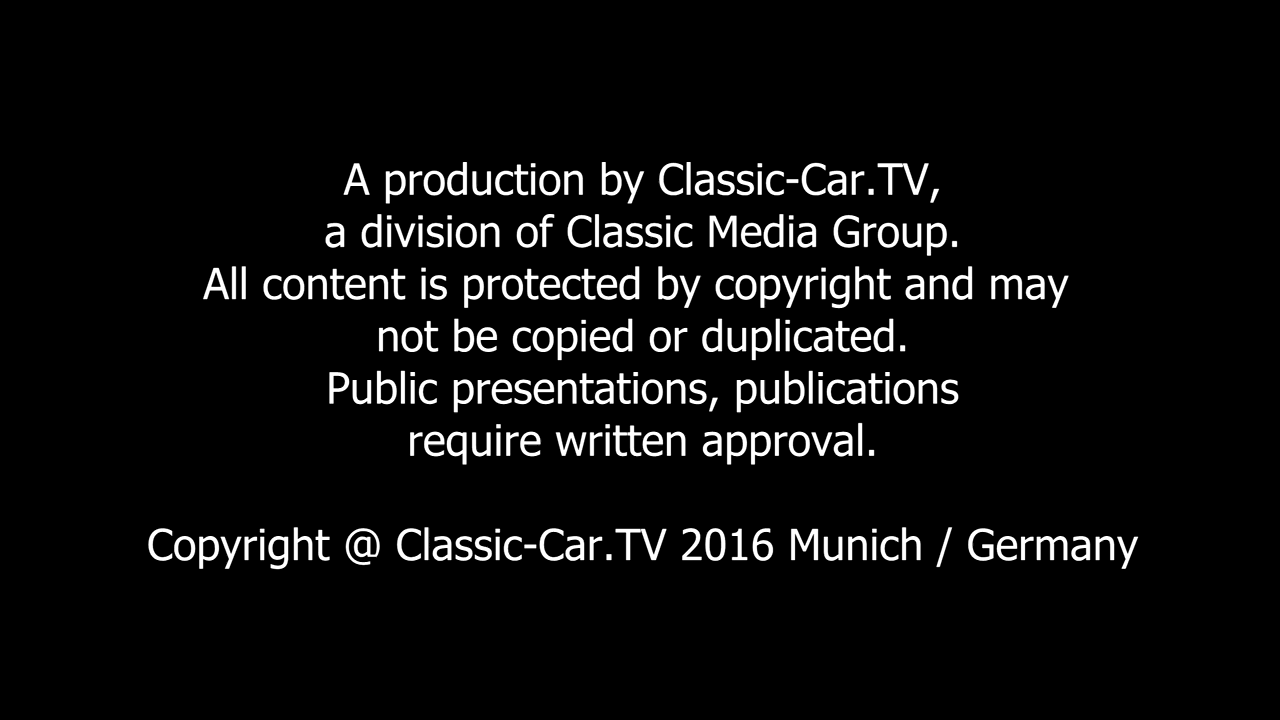 A production by Classic-Car.TV,
a division of Classic Media Group.
All content is protected by copyright and may
not be copied or duplicated.
Public presentations, publications
require written approval.
Copyright @ Classic-Car.TV 2016 Munich / Germany